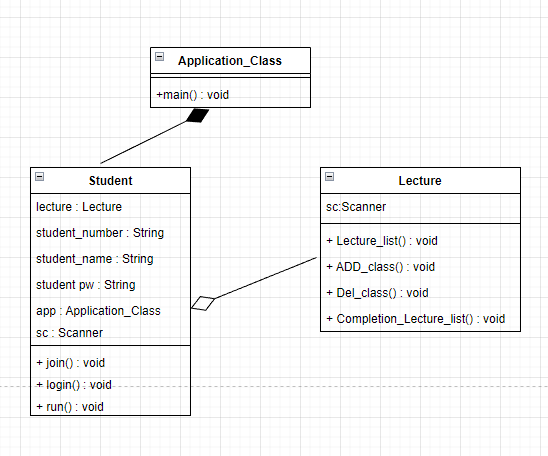 Application_Class
+main() : void
Student
lecture : Lecture
student_number : String
student_name : String
student pw : String
app : Application_Class
sc : Scanner
+ join() : void
+ login() : void
+ run() : void
Lecture
sc:Scanner
+ Lecture_list() : void
+ ADD_class() : void
+ Del_class() : void
+ Completion_Lecture_list() : void